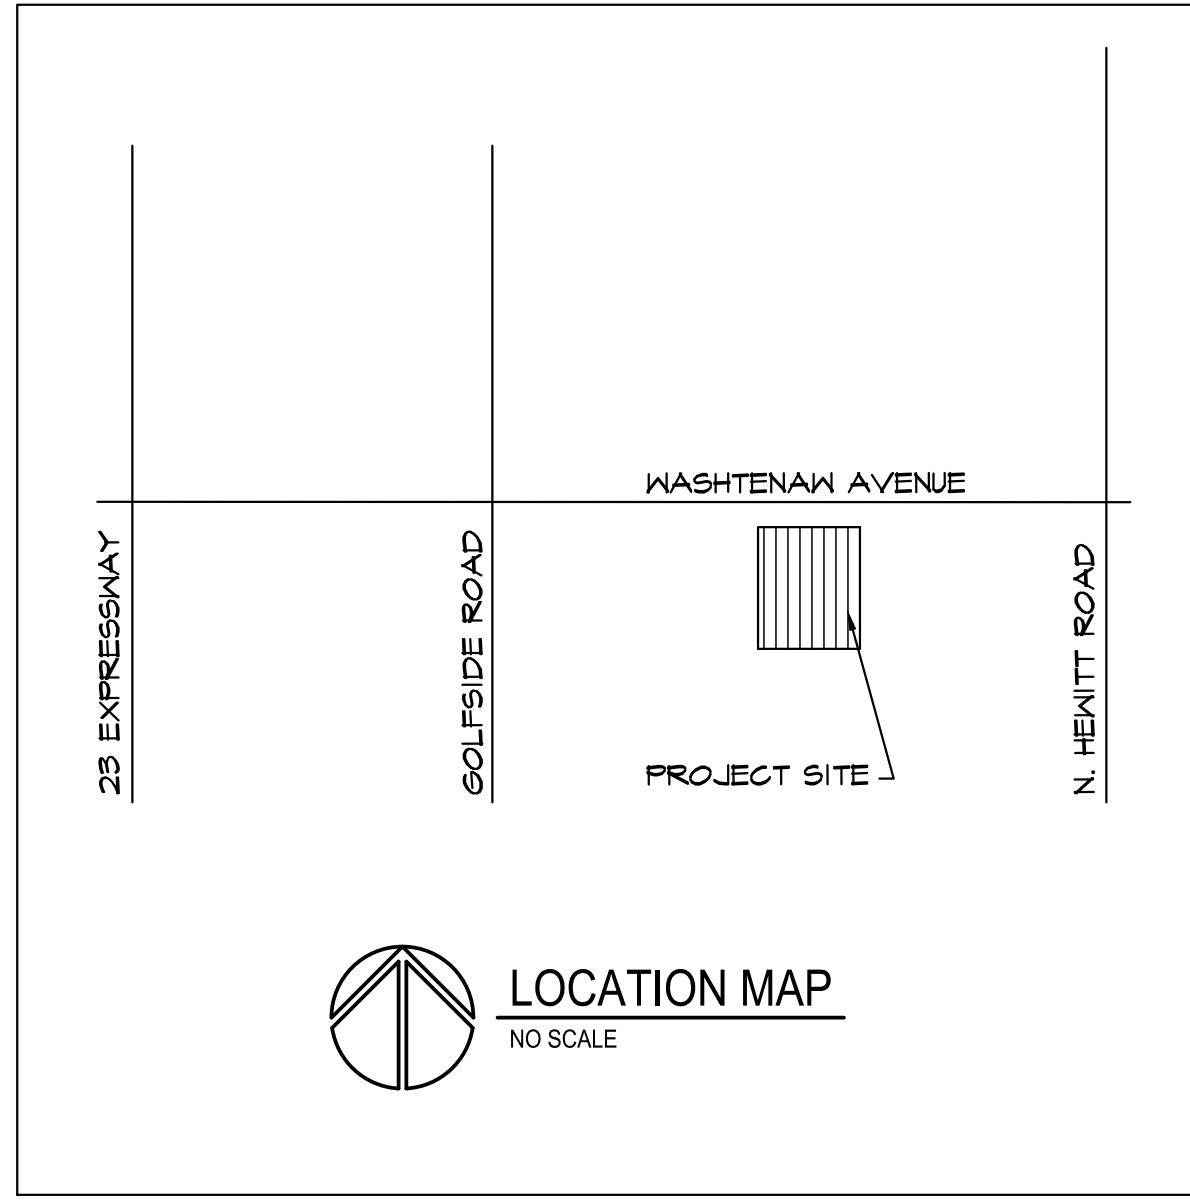 WASHTENAW AVENUE
23 EXPRESSWAY
GOLFSIDE ROAD
N. HEWITT ROAD
PROJECT SITE
LOCATION MAP
NO SCALE